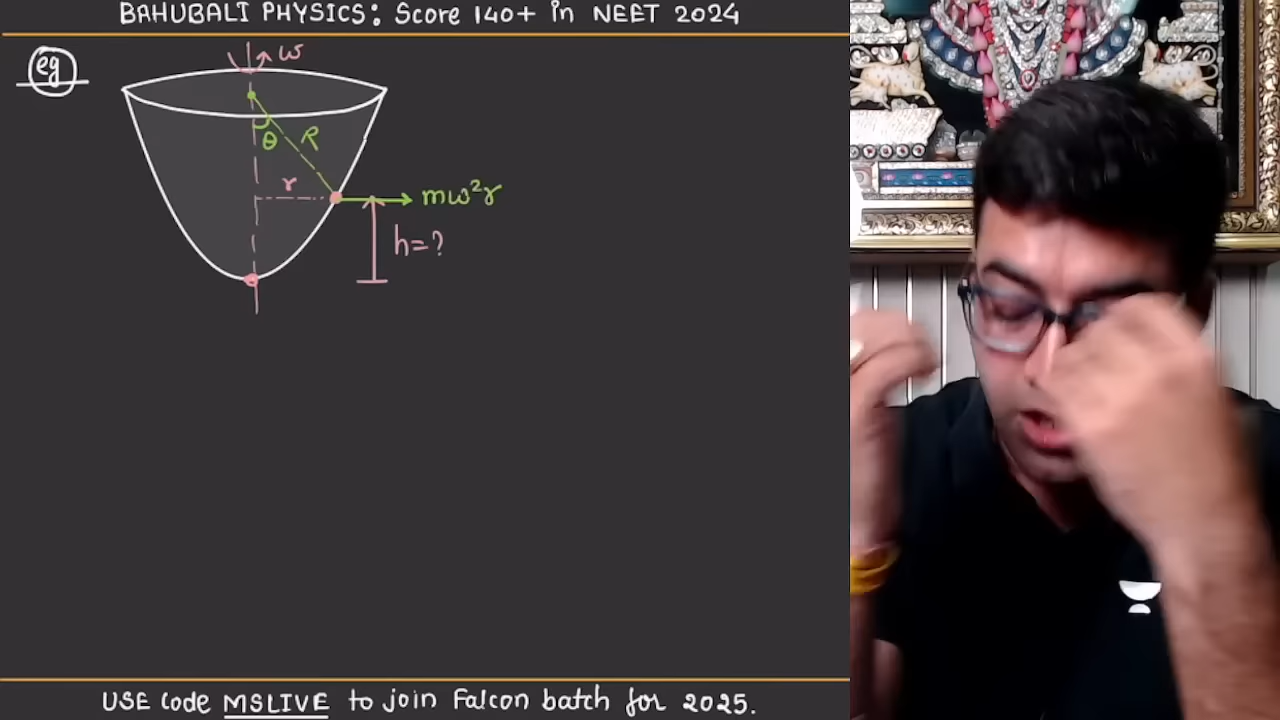 BAHUBALI PHYSICS: Score 140+ in NEET 2024
eg
ω
θ
R
r
mω²r
h=?
USE Code MSLIVE to join Falcon batch for 2025.